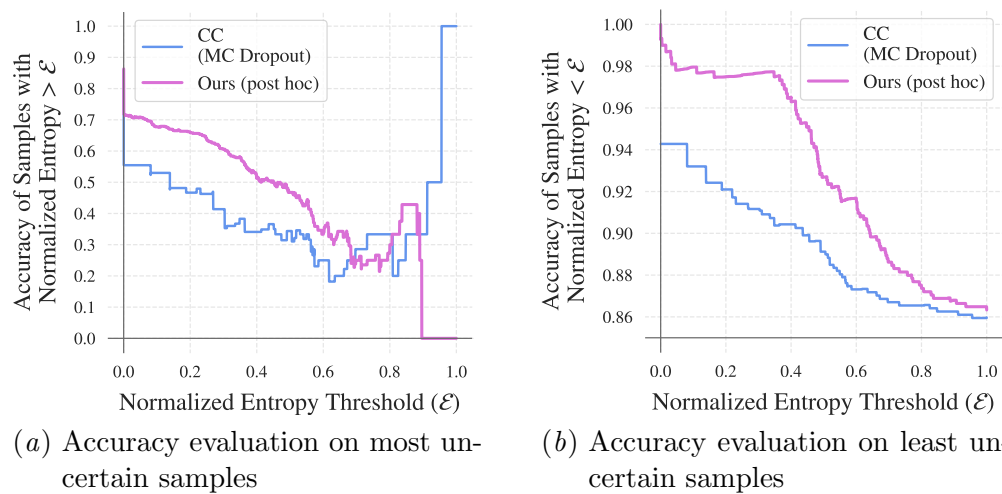 1.0
0.9
0.8
0.7
0.6
0.5
0.4
0.3
0.2
0.1
0.0
Accuracy of Samples with
Normalized Entropy > ℰ
CC
(MC Dropout)
Ours (post hoc)
0.0 0.2 0.4 0.6 0.8 1.0
Normalized Entropy Threshold (ℰ)
(a) Accuracy evaluation on most un-
certain samples
1.00
0.98
0.96
0.94
0.92
0.90
0.88
0.86
Accuracy of Samples with
Normalized Entropy < ℰ
CC
(MC Dropout)
Ours (post hoc)
0.0 0.2 0.4 0.6 0.8 1.0
Normalized Entropy Threshold (ℰ)
(b) Accuracy evaluation on least un-
certain samples